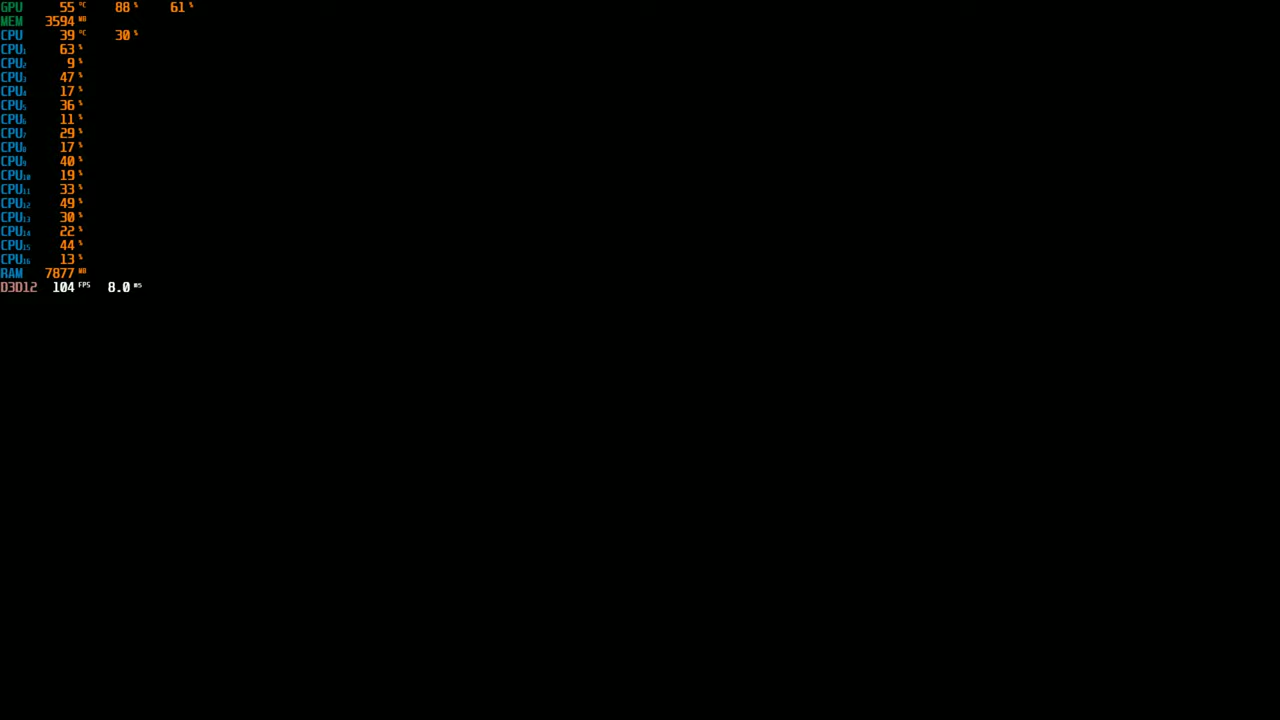 GPU 55 °C 88 % 61 %
MEM 3594 MB
CPU 39 °C 30 %
CPU1 63 %
CPU2 9 %
CPU3 47 %
CPU4 17 %
CPU5 36 %
CPU6 11 %
CPU7 29 %
CPU8 17 %
CPU9 40 %
CPU10 19 %
CPU11 33 %
CPU12 49 %
CPU13 30 %
CPU14 22 %
CPU15 44 %
CPU16 13 %
RAM 7877 MB
D3D12 104 FPS 8.0 ms